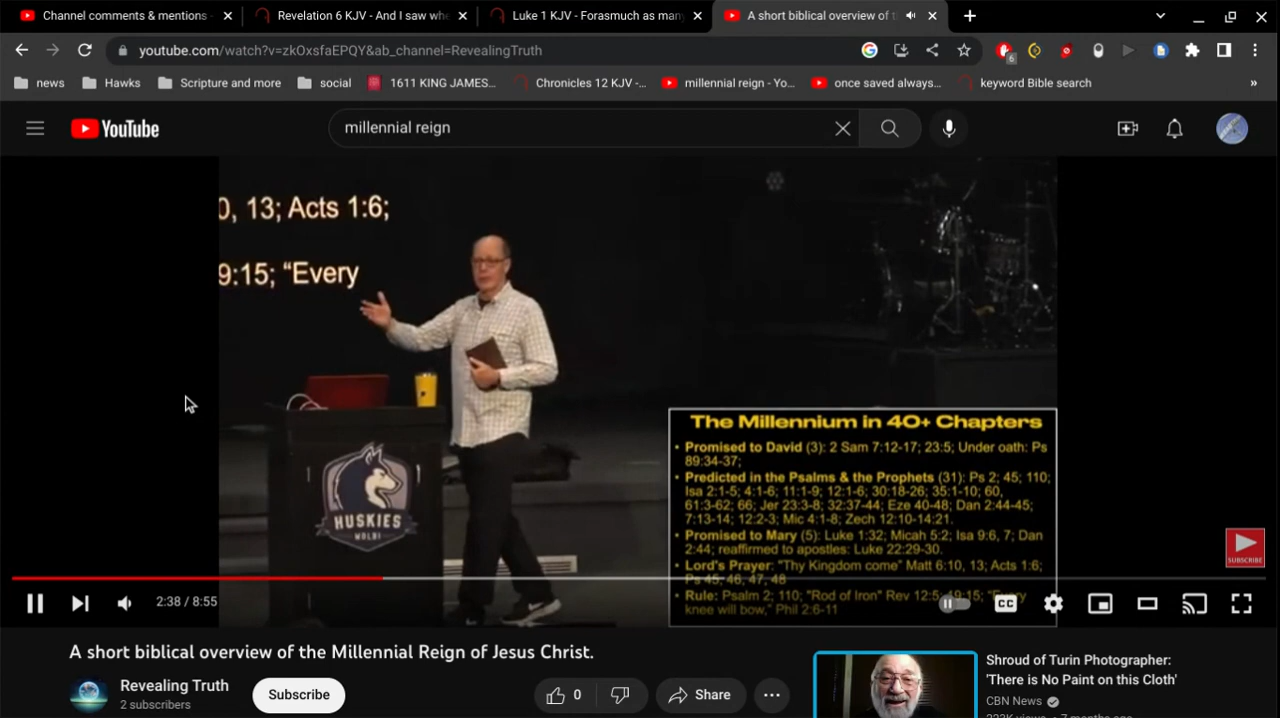 Channel comments & mentions -
Revelation 6 KJV - And I saw whe
Luke 1 KJV - Forasmuch as many
A short biblical overview of t
youtube.com/watch?v=zkOxsfaEPQY&ab_channel=RevealingTruth
6
news
Hawks
Scripture and more
social
1611 KING JAMES...
Chronicles 12 KJV -...
millennial reign - Yo...
once saved always...
keyword Bible search
»
YouTube
millennial reign
0, 13; Acts 1:6;
9:15; “Every
HUSKIES
The Millennium in 40+ Chapters
• Promised to David (3): 2 Sam 7:12-17; 23:5; Under oath: Ps
89:34-37;
• Predicted in the Psalms & the Prophets (31): Ps 2; 45; 110;
Isa 2:1-5; 4:1-6; 11:1-9; 12:1-6; 30:18-26; 35:1-10; 60,
61:3-62; 66; Jer 23:3-8; 32:37-44; Eze 40-48; Dan 2:44-45;
7:13-14; 12:2-3; Mic 4:1-8; Zech 12:10-14:21.
• Promised to Mary (5): Luke 1:32; Micah 5:2; Isa 9:6, 7; Dan
2:44; reaffirmed to apostles: Luke 22:29-30.
• Lord's Prayer: "Thy Kingdom come" Matt 6:10, 13; Acts 1:6;
Ps 45, 46, 47, 48
• Rule: Psalm 2; 110; "Rod of Iron" Rev 12:5; 19:15; “Every
knee will bow,” Phil 2:6-11
SUBSCRIBE
2:38 / 8:55
CC
A short biblical overview of the Millennial Reign of Jesus Christ.
Revealing Truth
2 subscribers
Subscribe
0
Share
Shroud of Turin Photographer:
'There is No Paint on this Cloth'
CBN News